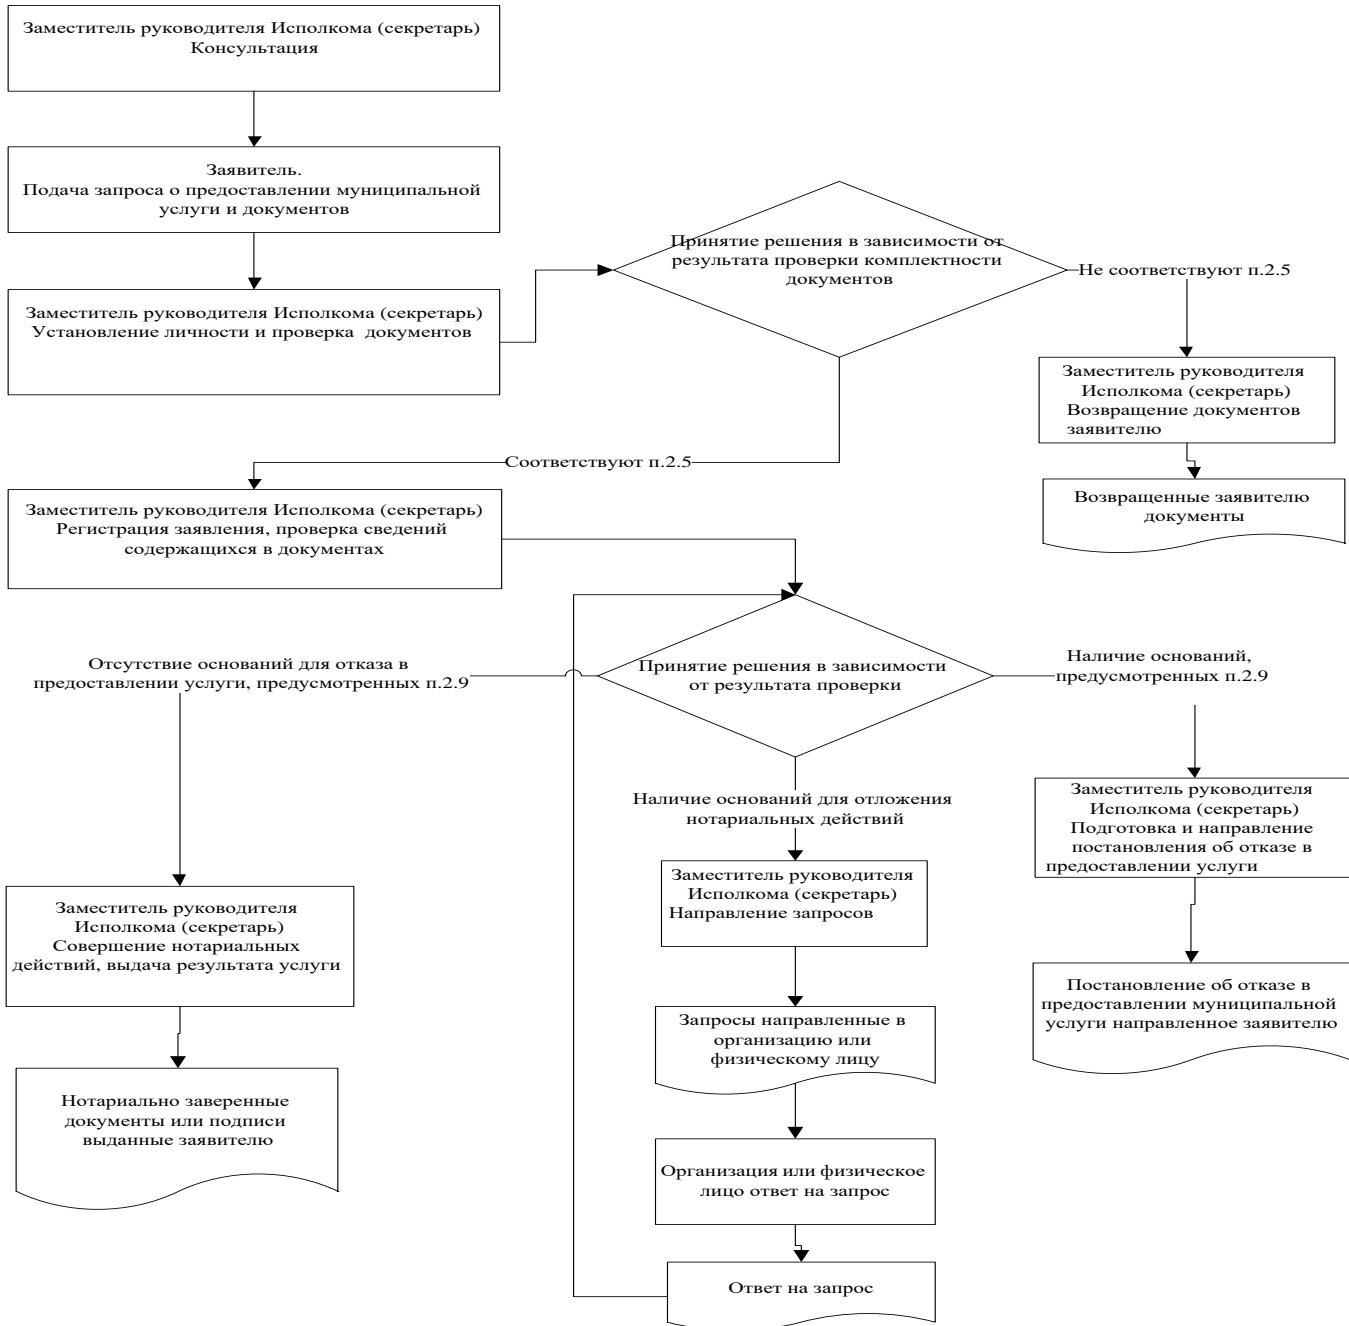 Заместитель руководителя Исполкома (секретарь)
Консультация
Заявитель.
Подача запроса о предоставлении муниципальной
услуги и документов
Заместитель руководителя Исполкома (секретарь)
Установление личности и проверка документов
Принятие решения в зависимости от
результата проверки комплектности
документов
Не соответствуют п.2.5
Заместитель руководителя
Исполкома (секретарь)
Возвращение документов
заявителю
Возвращенные заявителю
документы
Соответствуют п.2.5
Заместитель руководителя Исполкома (секретарь)
Регистрация заявления, проверка сведений
содержащихся в документах
Принятие решения в зависимости
от результата проверки
Отсутствие оснований для отказа в
предоставлении услуги, предусмотренных п.2.9
Наличие оснований,
предусмотренных п.2.9
Наличие оснований для отложения
нотариальных действий
Заместитель руководителя
Исполкома (секретарь)
Подготовка и направление
постановления об отказе в
предоставлении услуги
Заместитель руководителя
Исполкома (секретарь)
Направление запросов
Заместитель руководителя
Исполкома (секретарь)
Совершение нотариальных
действий, выдача результата услуги
Постановление об отказе в
предоставлении муниципальной
услуги направленное заявителю
Запросы направленные в
организацию или
физическому лицу
Нотариально заверенные
документы или подписи
выданные заявителю
Организация или физическое
лицо ответ на запрос
Ответ на запрос